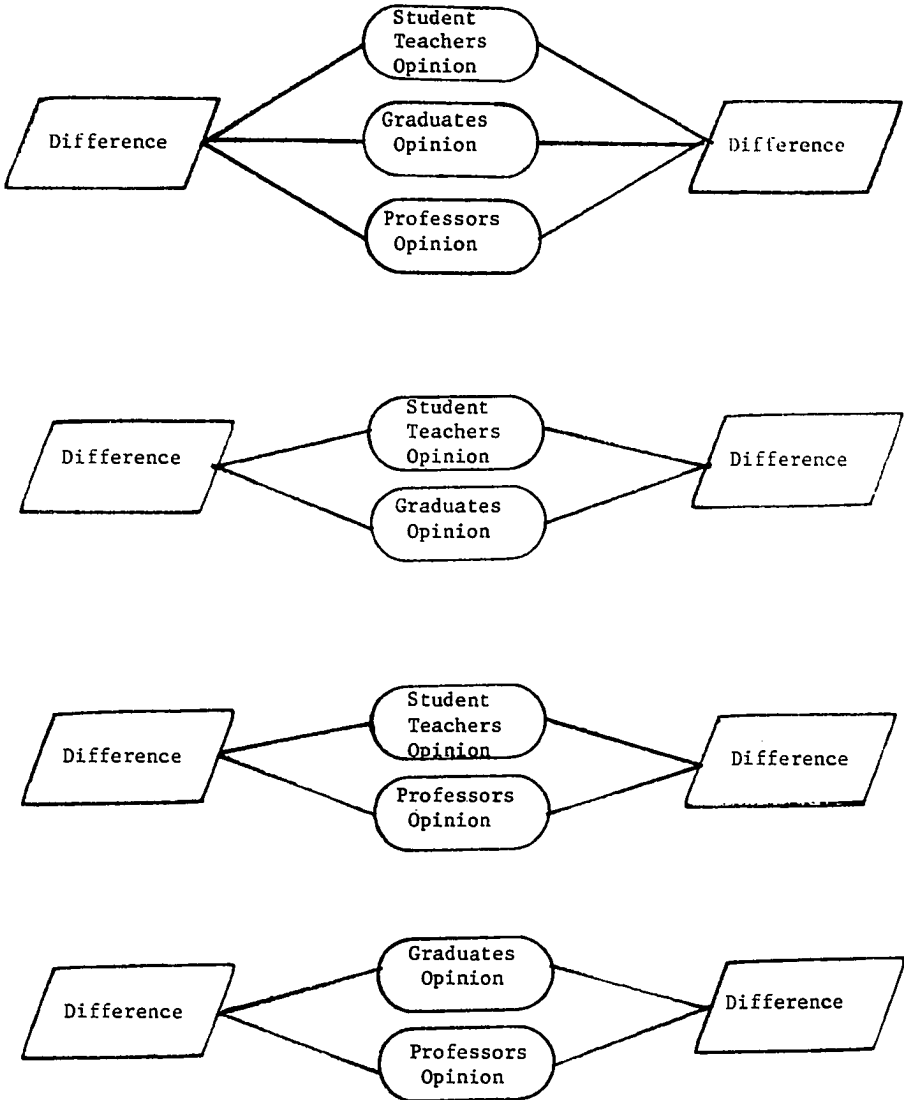 Student
Teachers
Opinion
Difference
Graduates
Opinion
Difference
Professors
Opinion
Student
Teachers
Opinion
Difference
Difference
Graduates
Opinion
Student
Teachers
Opinion
Difference
Difference
Professors
Opinion
Graduates
Opinion
Difference
Difference
Professors
Opinion